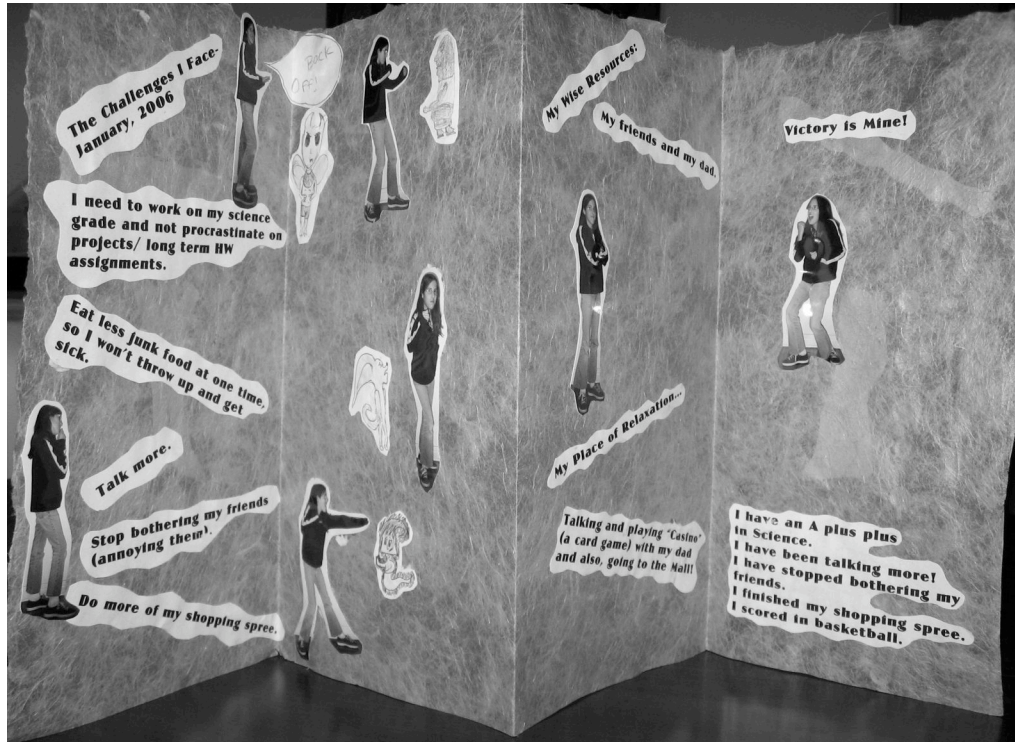 The Challenges I Face-
January, 2006
BACK
OFF!
I need to work on my science
grade and not procrastinate on
projects/ long term HW
assignments.
Eat less junk food at one time,
so I won't throw up and get
sick.
Talk more.
Stop bothering my friends
(annoying them).
Do more of my shopping spree.
My Wise Resources:
My friends and my dad.
My Place of Relaxation...
Talking and playing "Casino"
(a card game) with my dad
and also, going to the Mall!
Victory is Mine!
I have an A plus plus
in Science.
I have been talking more!
I have stopped bothering my
friends.
I finished my shopping spree.
I scored in basketball.